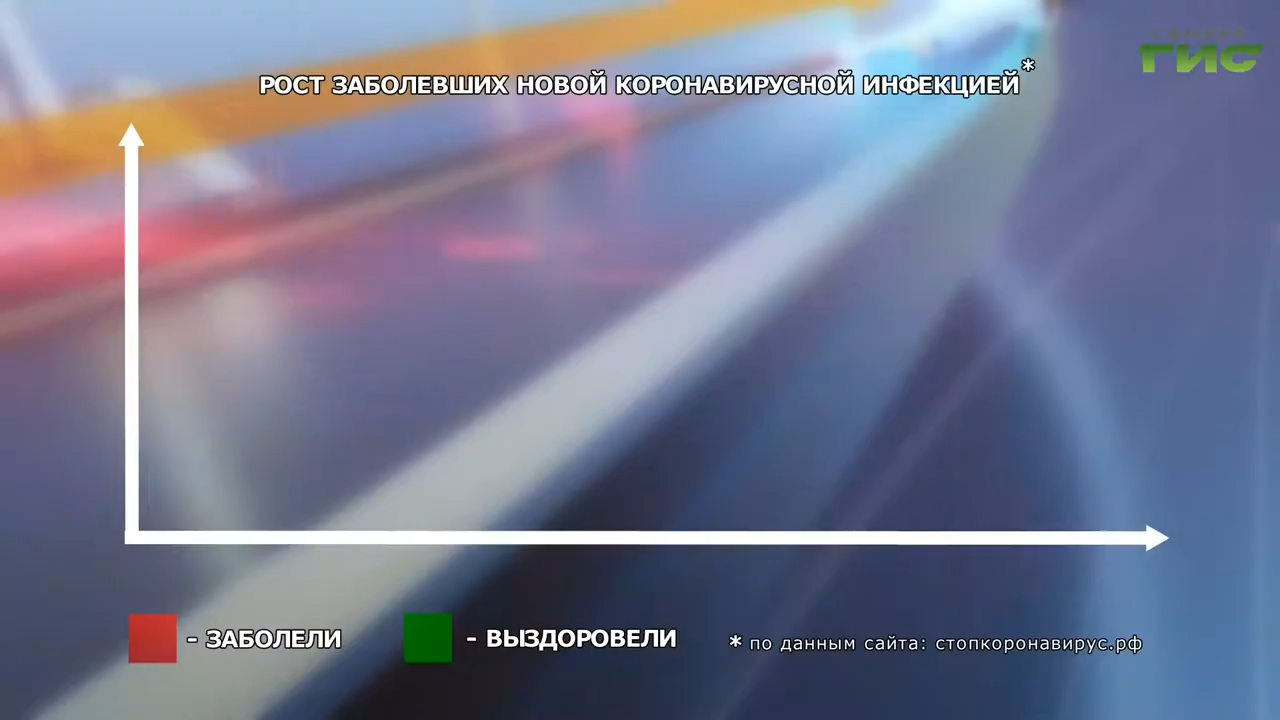 ГИС
РОСТ ЗАБОЛЕВШИХ НОВОЙ КОРОНАВИРУСНОЙ ИНФЕКЦИЕЙ*
- ЗАБОЛЕЛИ
- ВЫЗДОРОВЕЛИ
* по данным сайта: стопкоронавирус.рф